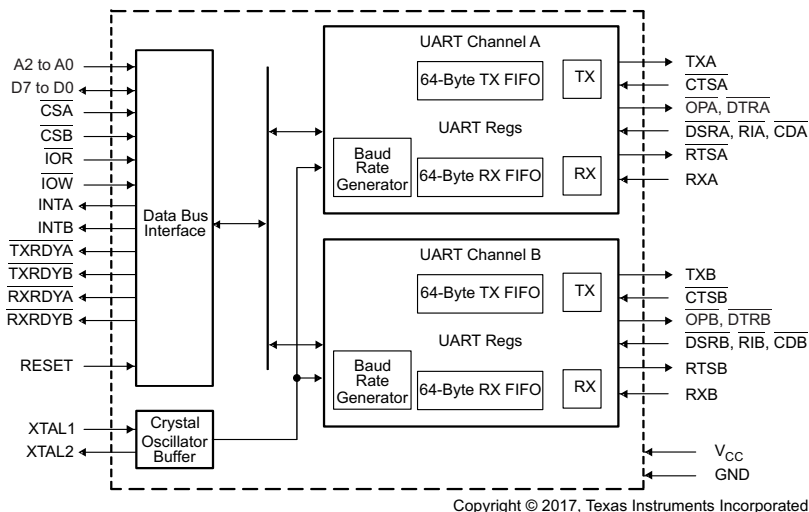 A2 to A0
D7 to D0
CSA
CSB
IOR
IOW
INTA
INTB
TXRDYA
TXRDYB
RXRDYA
RXRDYB
RESET
XTAL1
XTAL2
Data Bus
Interface
Crystal
Oscillator
Buffer
UART Channel A
64-Byte TX FIFO
TX
UART Regs
Baud
Rate
Generator
64-Byte RX FIFO
RX
UART Channel B
64-Byte TX FIFO
TX
UART Regs
Baud
Rate
Generator
64-Byte RX FIFO
RX
TXA
CTSA
OPA, DTRA
DSRA, RIA, CDA
RTSA
RXA
TXB
CTSB
OPB, DTRB
DSRB, RIB, CDB
RTSB
RXB
VCC
GND
Copyright © 2017, Texas Instruments Incorporated